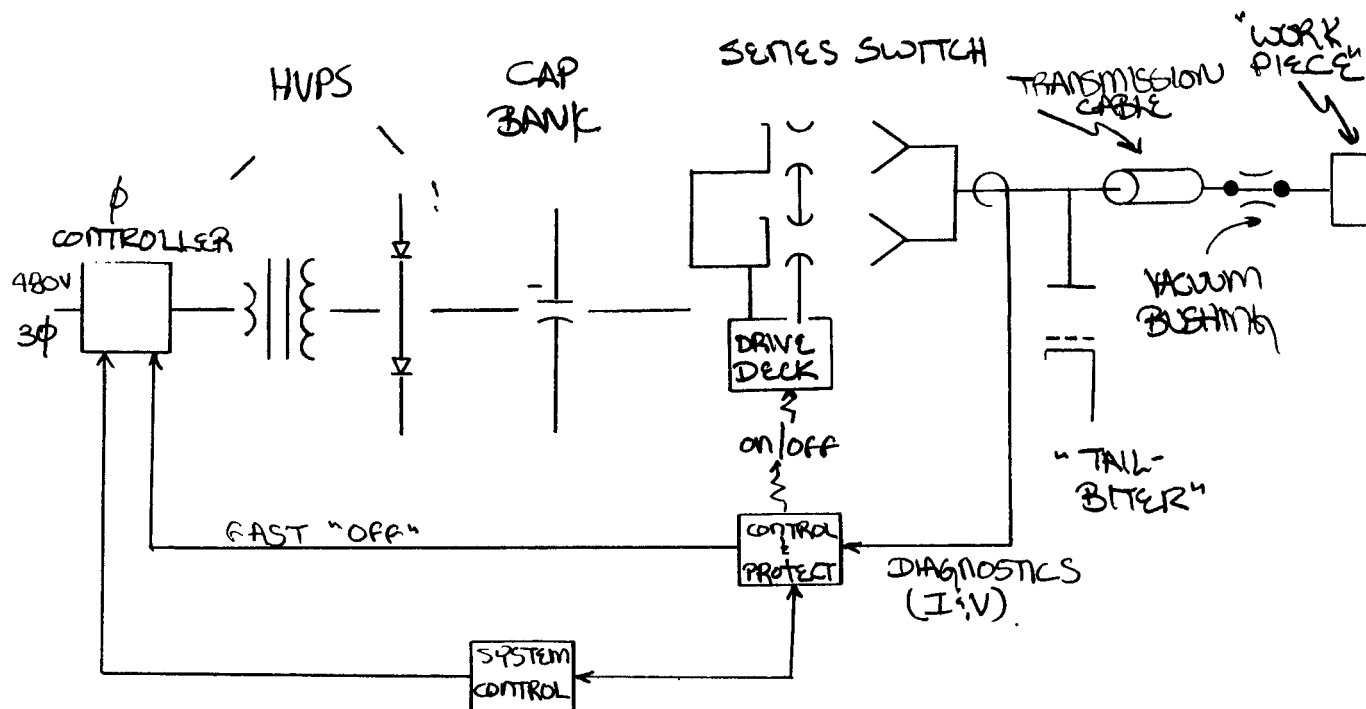 HVPS
CAP
BANK
SERIES SWITCH
TRANSMISSION
CABLE
"WORK
PIECE"
φ
CONTROLLER
480V
3φ
-
DRIVE
DECK
VACUUM
BUSHING
ON/OFF
"TAIL-
BITER"
FAST "OFF"
CONTROL
&
PROTECT
DIAGNOSTICS
(I&V).
SYSTEM
CONTROL